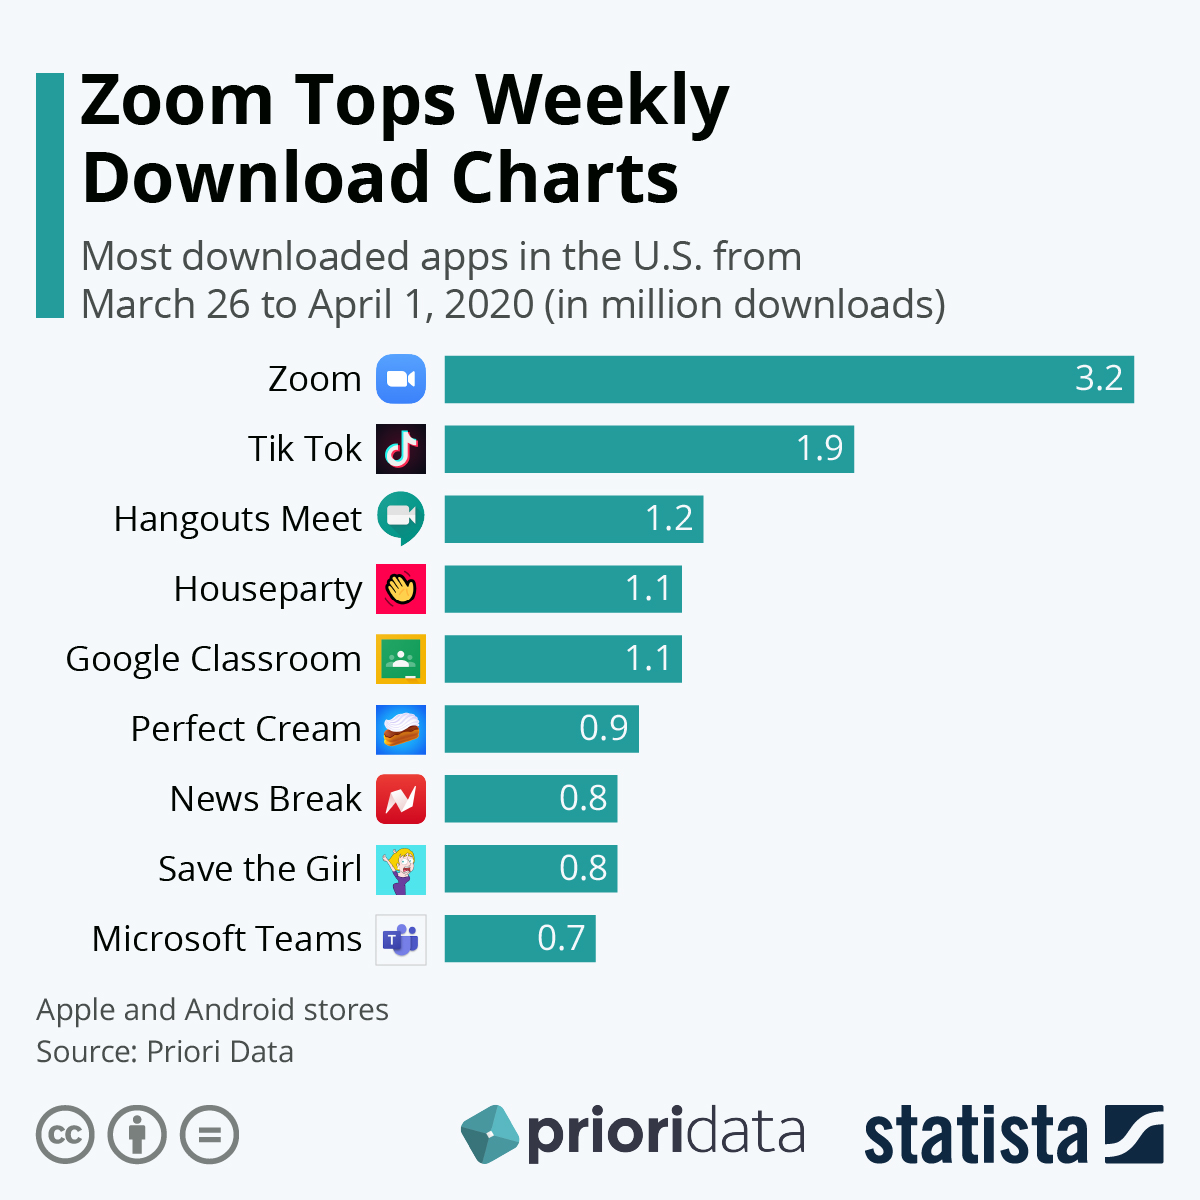 Zoom Tops Weekly
Download Charts
Most downloaded apps in the U.S. from
March 26 to April 1, 2020 (in million downloads)
Zoom 3.2
Tik Tok 1.9
Hangouts Meet 1.2
Houseparty 1.1
Google Classroom 1.1
Perfect Cream 0.9
News Break 0.8
Save the Girl 0.8
Microsoft Teams T 0.7
Apple and Android stores
Source: Priori Data
cc = prioridata statista